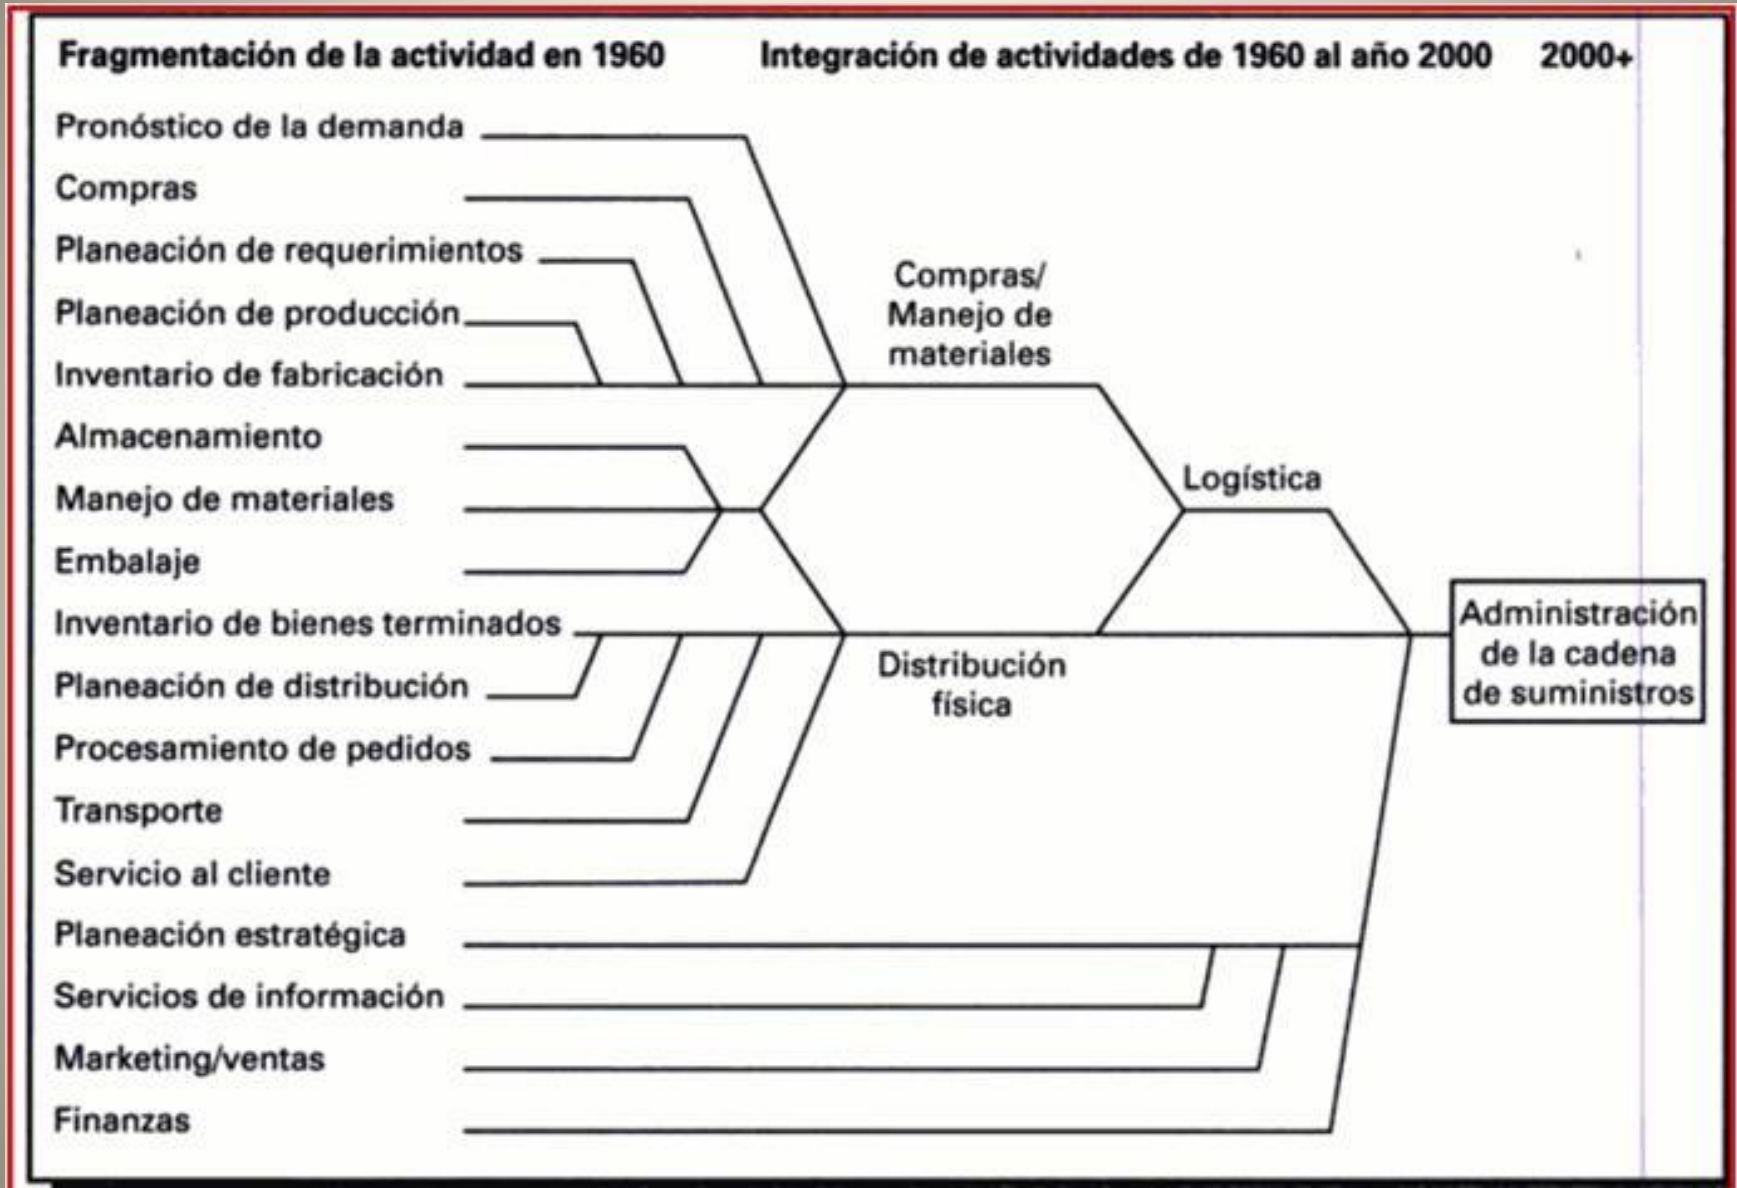 Fragmentación de la actividad en 1960
Integración de actividades de 1960 al año 2000
2000+
Pronóstico de la demanda
Compras
Planeación de requerimientos
Planeación de producción
Inventario de fabricación
Almacenamiento
Manejo de materiales
Embalaje
Inventario de bienes terminados
Planeación de distribución
Procesamiento de pedidos
Transporte
Servicio al cliente
Planeación estratégica
Servicios de información
Marketing/ventas
Finanzas
Compras/
Manejo de
materiales
Distribución
física
Logística
Administración
de la cadena
de suministros